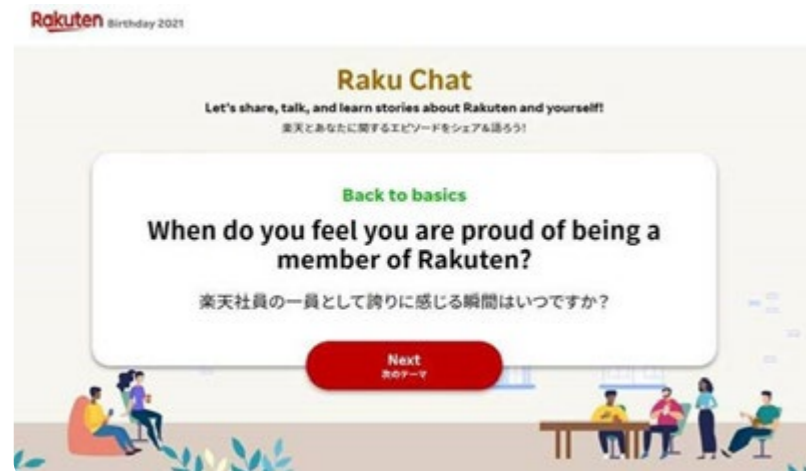 Rakuten Birthday 2021
Raku Chat
Let's share, talk, and learn stories about Rakuten and yourself!
楽天とあなたに関するエピソードをシェア&語ろう!
Back to basics
When do you feel you are proud of being a
member of Rakuten?
楽天社員の一員として誇りに感じる瞬間はいつですか？
Next
次のテーマ